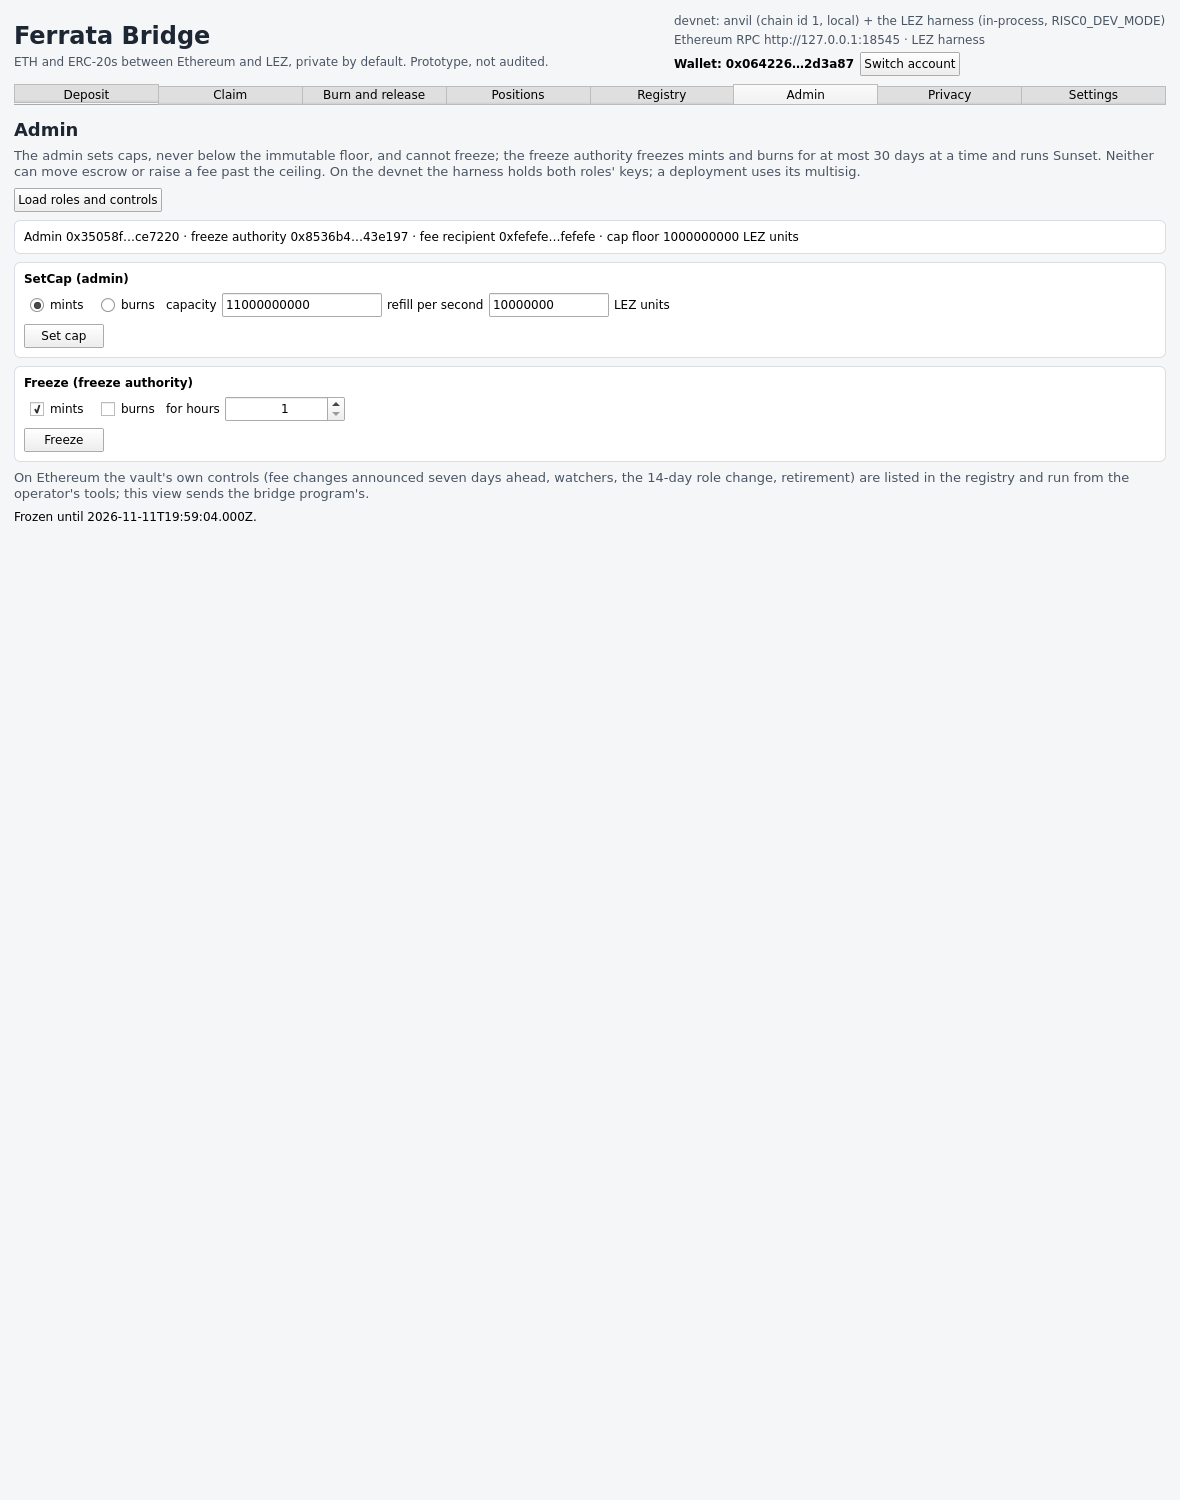 Ferrata Bridge
ETH and ERC-20s between Ethereum and LEZ, private by default. Prototype, not audited.
devnet: anvil (chain id 1, local) + the LEZ harness (in-process, RISC0_DEV_MODE)
Ethereum RPC http://127.0.0.1:18545 · LEZ harness
Wallet: 0x064226…2d3a87 Switch account
Deposit Claim Burn and release Positions Registry Admin Privacy Settings
Admin
The admin sets caps, never below the immutable floor, and cannot freeze; the freeze authority freezes mints and burns for at most 30 days at a time and runs Sunset. Neither
can move escrow or raise a fee past the ceiling. On the devnet the harness holds both roles' keys; a deployment uses its multisig.
Load roles and controls
Admin 0x35058f…ce7220 · freeze authority 0x8536b4…43e197 · fee recipient 0xfefefe…fefefe · cap floor 1000000000 LEZ units
SetCap (admin)
mints burns capacity 11000000000 refill per second 10000000 LEZ units
Set cap
Freeze (freeze authority)
mints burns for hours 1
Freeze
On Ethereum the vault's own controls (fee changes announced seven days ahead, watchers, the 14-day role change, retirement) are listed in the registry and run from the
operator's tools; this view sends the bridge program's.
Frozen until 2026-11-11T19:59:04.000Z.